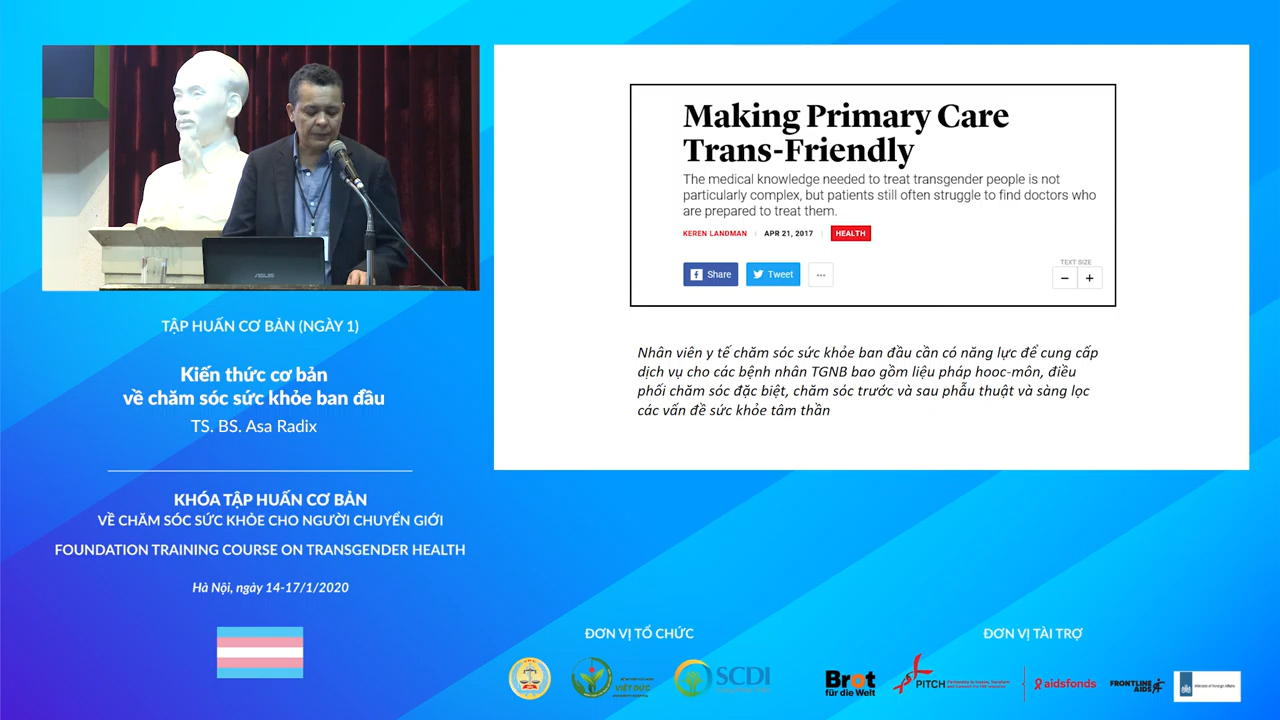 ASUS
TẬP HUẤN CƠ BẢN (NGÀY 1)
Kiến thức cơ bản
về chăm sóc sức khỏe ban đầu
TS. BS. Asa Radix
KHÓA TẬP HUẤN CƠ BẢN
VỀ CHĂM SÓC SỨC KHỎE CHO NGƯỜI CHUYỂN GIỚI
FOUNDATION TRAINING COURSE ON TRANSGENDER HEALTH
Hà Nội, ngày 14-17/1/2020
Making Primary Care
Trans-Friendly
The medical knowledge needed to treat transgender people is not
particularly complex, but patients still often struggle to find doctors who
are prepared to treat them.
KEREN LANDMAN | APR 21, 2017 | HEALTH
Share Tweet ...
TEXT SIZE
− +
Nhân viên y tế chăm sóc sức khỏe ban đầu cần có năng lực để cung cấp
dịch vụ cho các bệnh nhân TGNB bao gồm liệu pháp hooc-môn, điều
phối chăm sóc đặc biệt, chăm sóc trước và sau phẫu thuật và sàng lọc
các vấn đề sức khỏe tâm thần
ĐƠN VỊ TỔ CHỨC
VIỆT ĐỨC
SCDI
ĐƠN VỊ TÀI TRỢ
Brot
für die Welt
PITCH
aidsfonds
FRONTLINE
AIDS
Ministry of Foreign Affairs